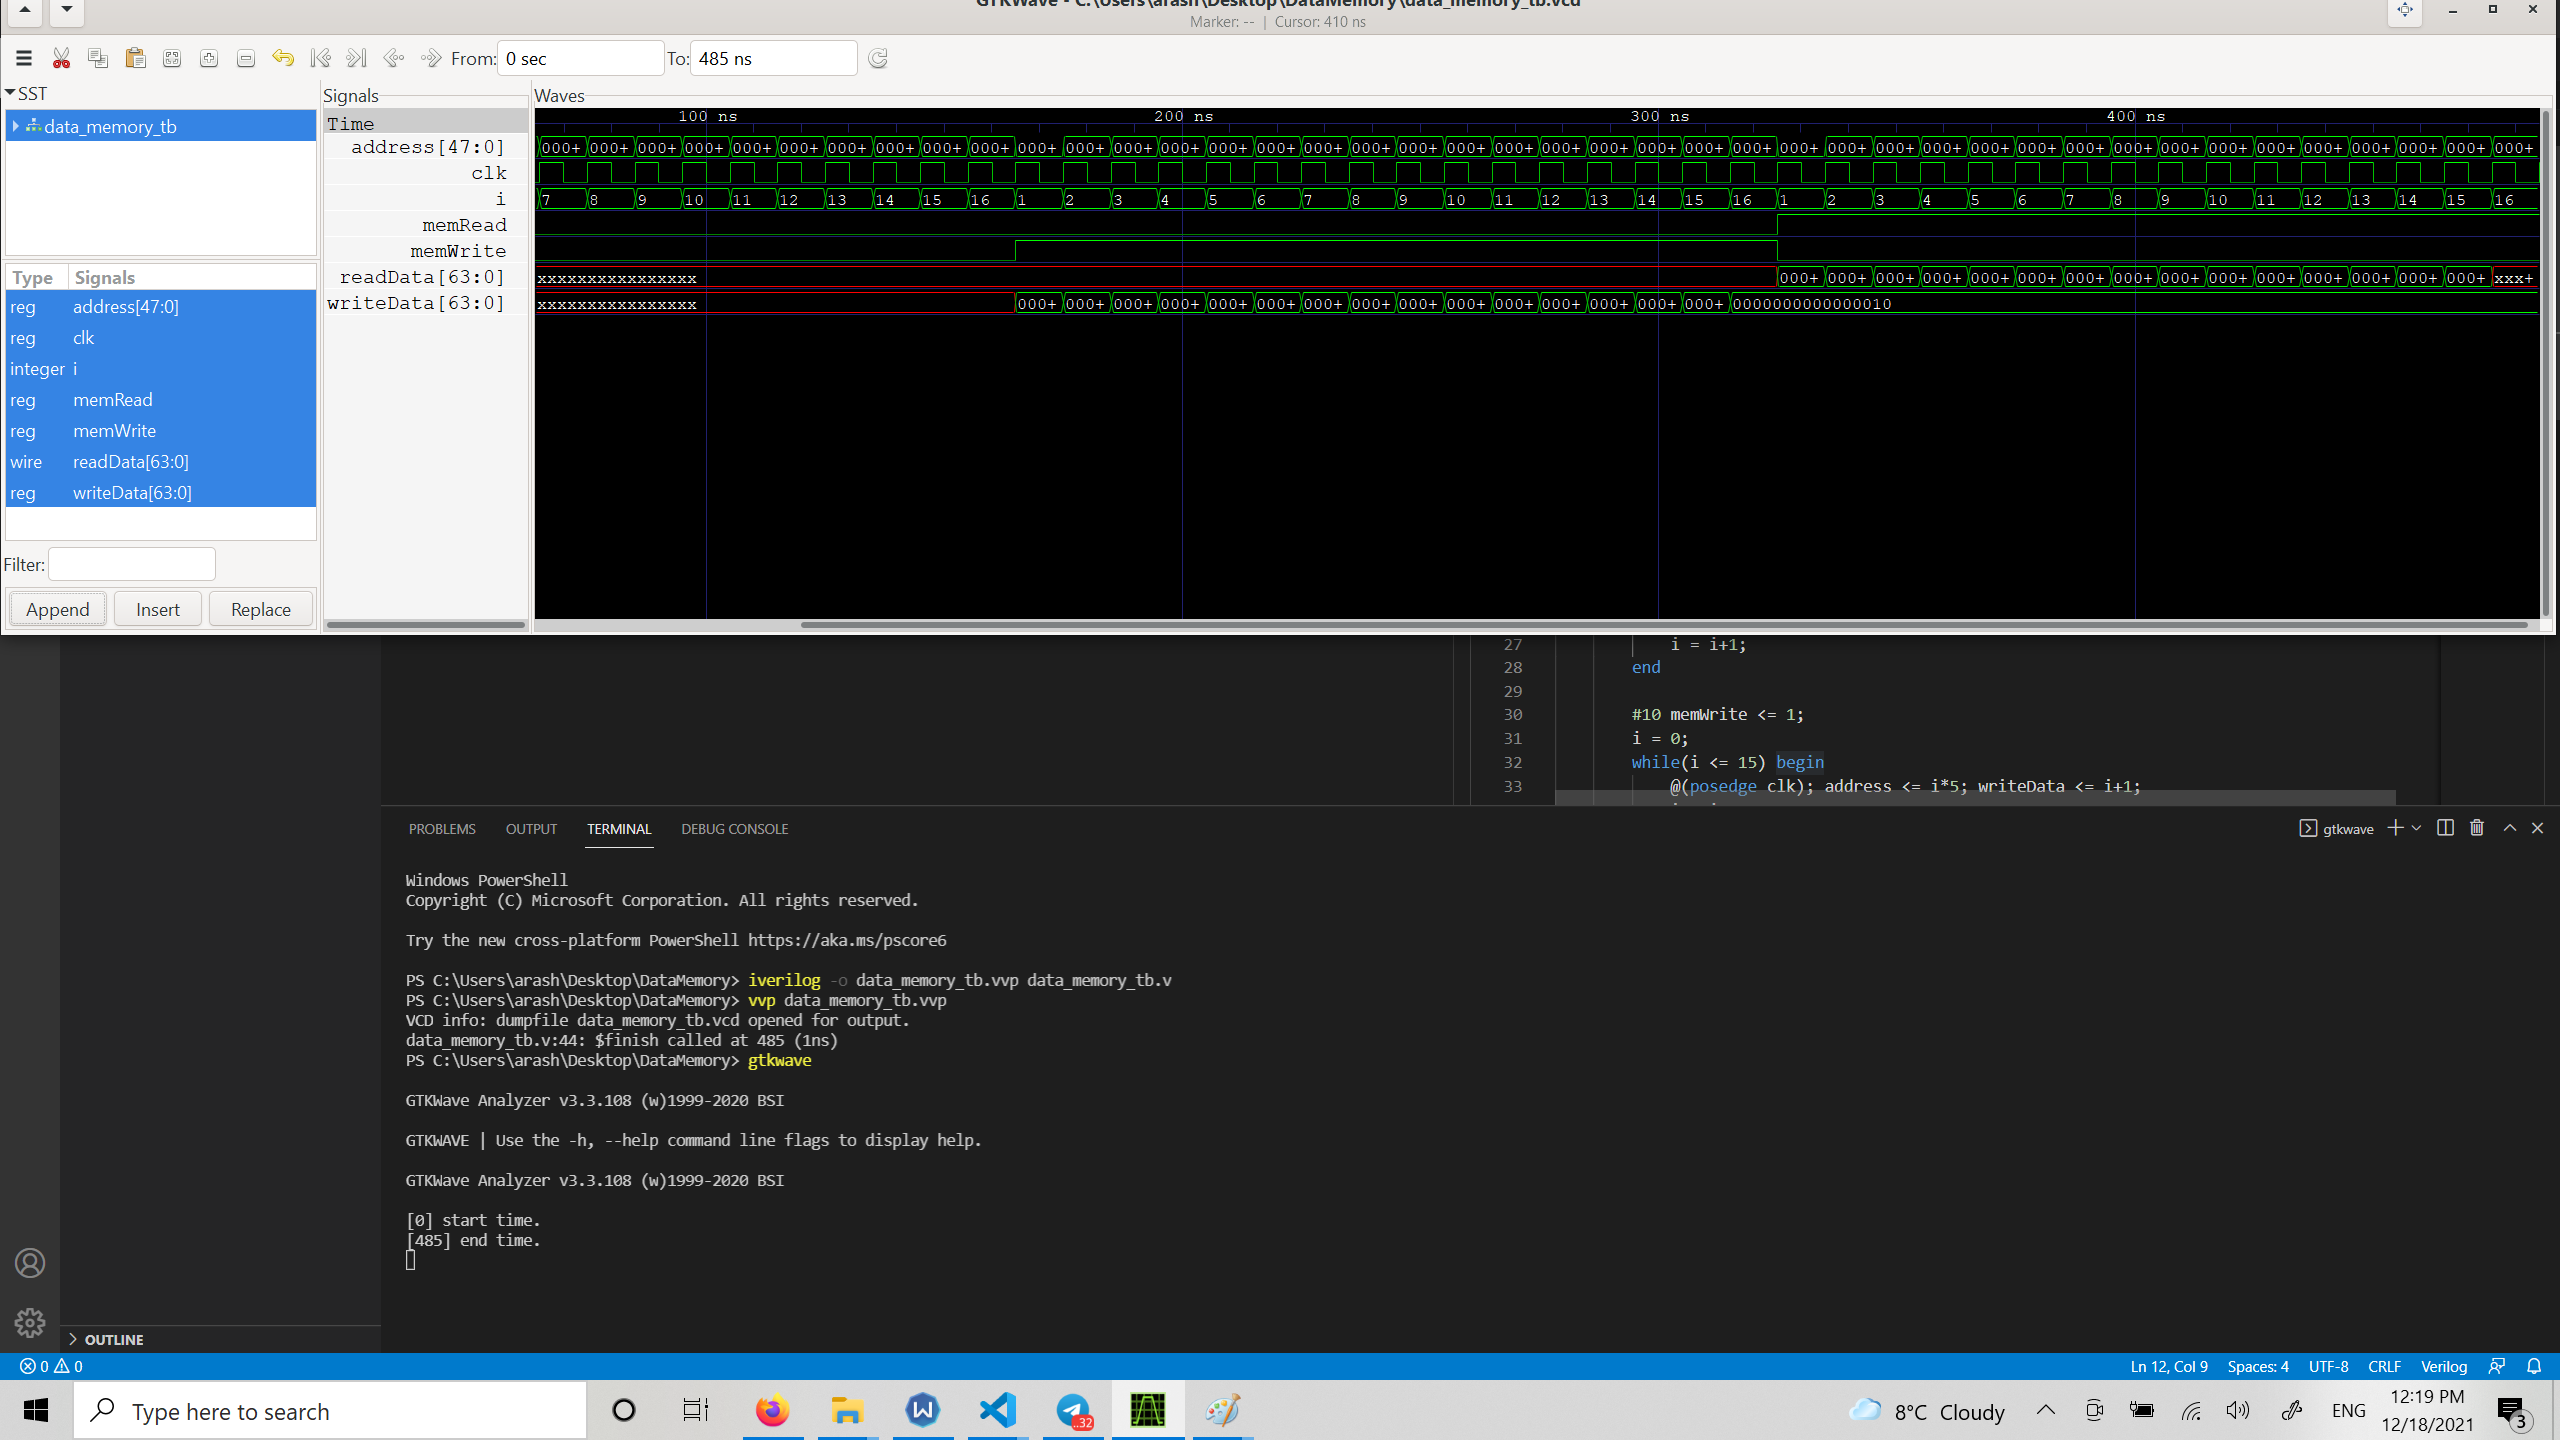 GTKWave - C:\Users\arash\Desktop\DataMemory\data_memory_tb.vcd
Marker: -- | Cursor: 410 ns
From: 0 sec To: 485 ns
SST
data_memory_tb
Type Signals
reg address[47:0]
reg clk
integer i
reg memRead
reg memWrite
wire readData[63:0]
reg writeData[63:0]
Filter:
Append Insert Replace
Signals
Time
address[47:0]
clk
i
memRead
memWrite
readData[63:0]
writeData[63:0]
Waves
100 ns 200 ns 300 ns 400 ns
000+ 000+ 000+ 000+ 000+ 000+ 000+ 000+ 000+ 000+ 000+ 000+ 000+ 000+ 000+ 000+ 000+ 000+ 000+ 000+ 000+ 000+ 000+ 000+ 000+ 000+ 000+ 000+ 000+ 000+ 000+ 000+ 000+ 000+ 000+ 000+ 000+ 000+ 000+ 000+ 000+ 000+
7 8 9 10 11 12 13 14 15 16 1 2 3 4 5 6 7 8 9 10 11 12 13 14 15 16 1 2 3 4 5 6 7 8 9 10 11 12 13 14 15 16
xxxxxxxxxxxxxxxx 000+ 000+ 000+ 000+ 000+ 000+ 000+ 000+ 000+ 000+ 000+ 000+ 000+ 000+ 000+ xxx+
xxxxxxxxxxxxxxxx 000+ 000+ 000+ 000+ 000+ 000+ 000+ 000+ 000+ 000+ 000+ 000+ 000+ 000+ 000+ 0000000000000010
27 i = i+1;
28 end
29
30 #10 memWrite <= 1;
31 i = 0;
32 while(i <= 15) begin
33 @(posedge clk); address <= i*5; writeData <= i+1;
PROBLEMS OUTPUT TERMINAL DEBUG CONSOLE
gtkwave
Windows PowerShell
Copyright (C) Microsoft Corporation. All rights reserved.
Try the new cross-platform PowerShell https://aka.ms/pscore6
PS C:\Users\arash\Desktop\DataMemory> iverilog -o data_memory_tb.vvp data_memory_tb.v
PS C:\Users\arash\Desktop\DataMemory> vvp data_memory_tb.vvp
VCD info: dumpfile data_memory_tb.vcd opened for output.
data_memory_tb.v:44: $finish called at 485 (1ns)
PS C:\Users\arash\Desktop\DataMemory> gtkwave
GTKWave Analyzer v3.3.108 (w)1999-2020 BSI
GTKWAVE | Use the -h, --help command line flags to display help.
GTKWave Analyzer v3.3.108 (w)1999-2020 BSI
[0] start time.
[485] end time.
OUTLINE
0 0
Ln 12, Col 9 Spaces: 4 UTF-8 CRLF Verilog
Type here to search
..32
8°C Cloudy
ENG
12:19 PM
12/18/2021
3